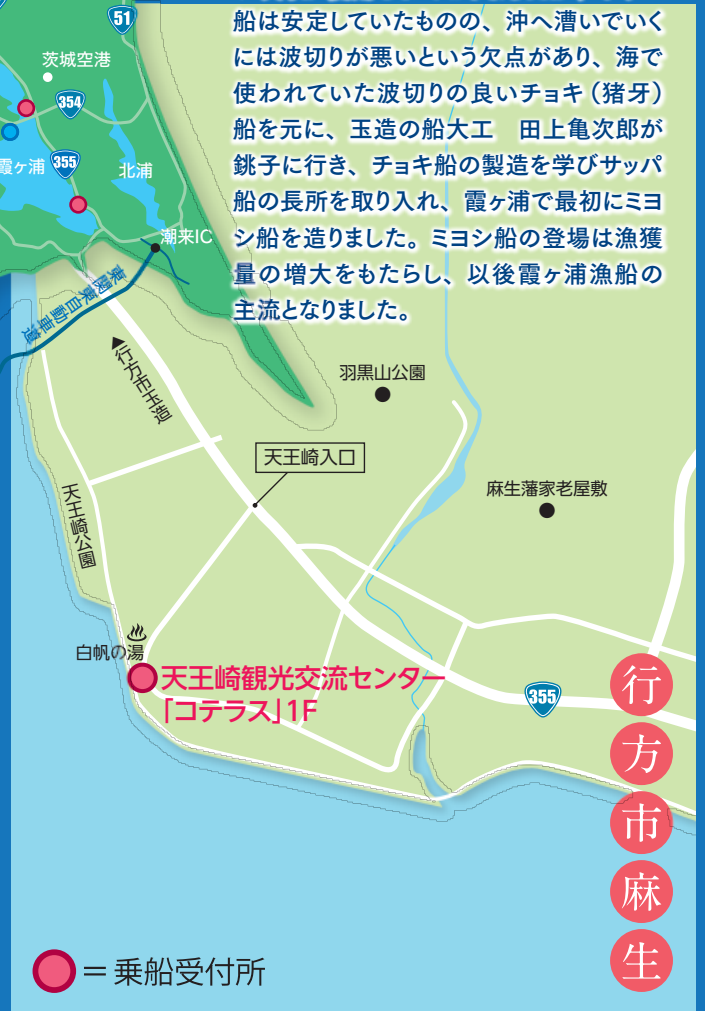 船は安定していたものの、沖へ漕いでいく
には波切りが悪いという欠点があり、海で
使われていた波切りの良いチョキ（猪牙）
船を元に、玉造の船大工　田上亀次郎が
銚子に行き、チョキ船の製造を学びサッパ
船の長所を取り入れ、霞ヶ浦で最初にミヨ
シ船を造りました。ミヨシ船の登場は漁獲
量の増大をもたらし、以後霞ヶ浦漁船の
主流となりました。
51
茨城空港
354
霞ヶ浦
355
北浦
潮来IC
東関東自動車道
▲行方市玉造
羽黒山公園
天王崎入口
麻生藩家老屋敷
天王崎公園
白帆の湯
天王崎観光交流センター
「コテラス」1F
355
行方市麻生
＝乗船受付所